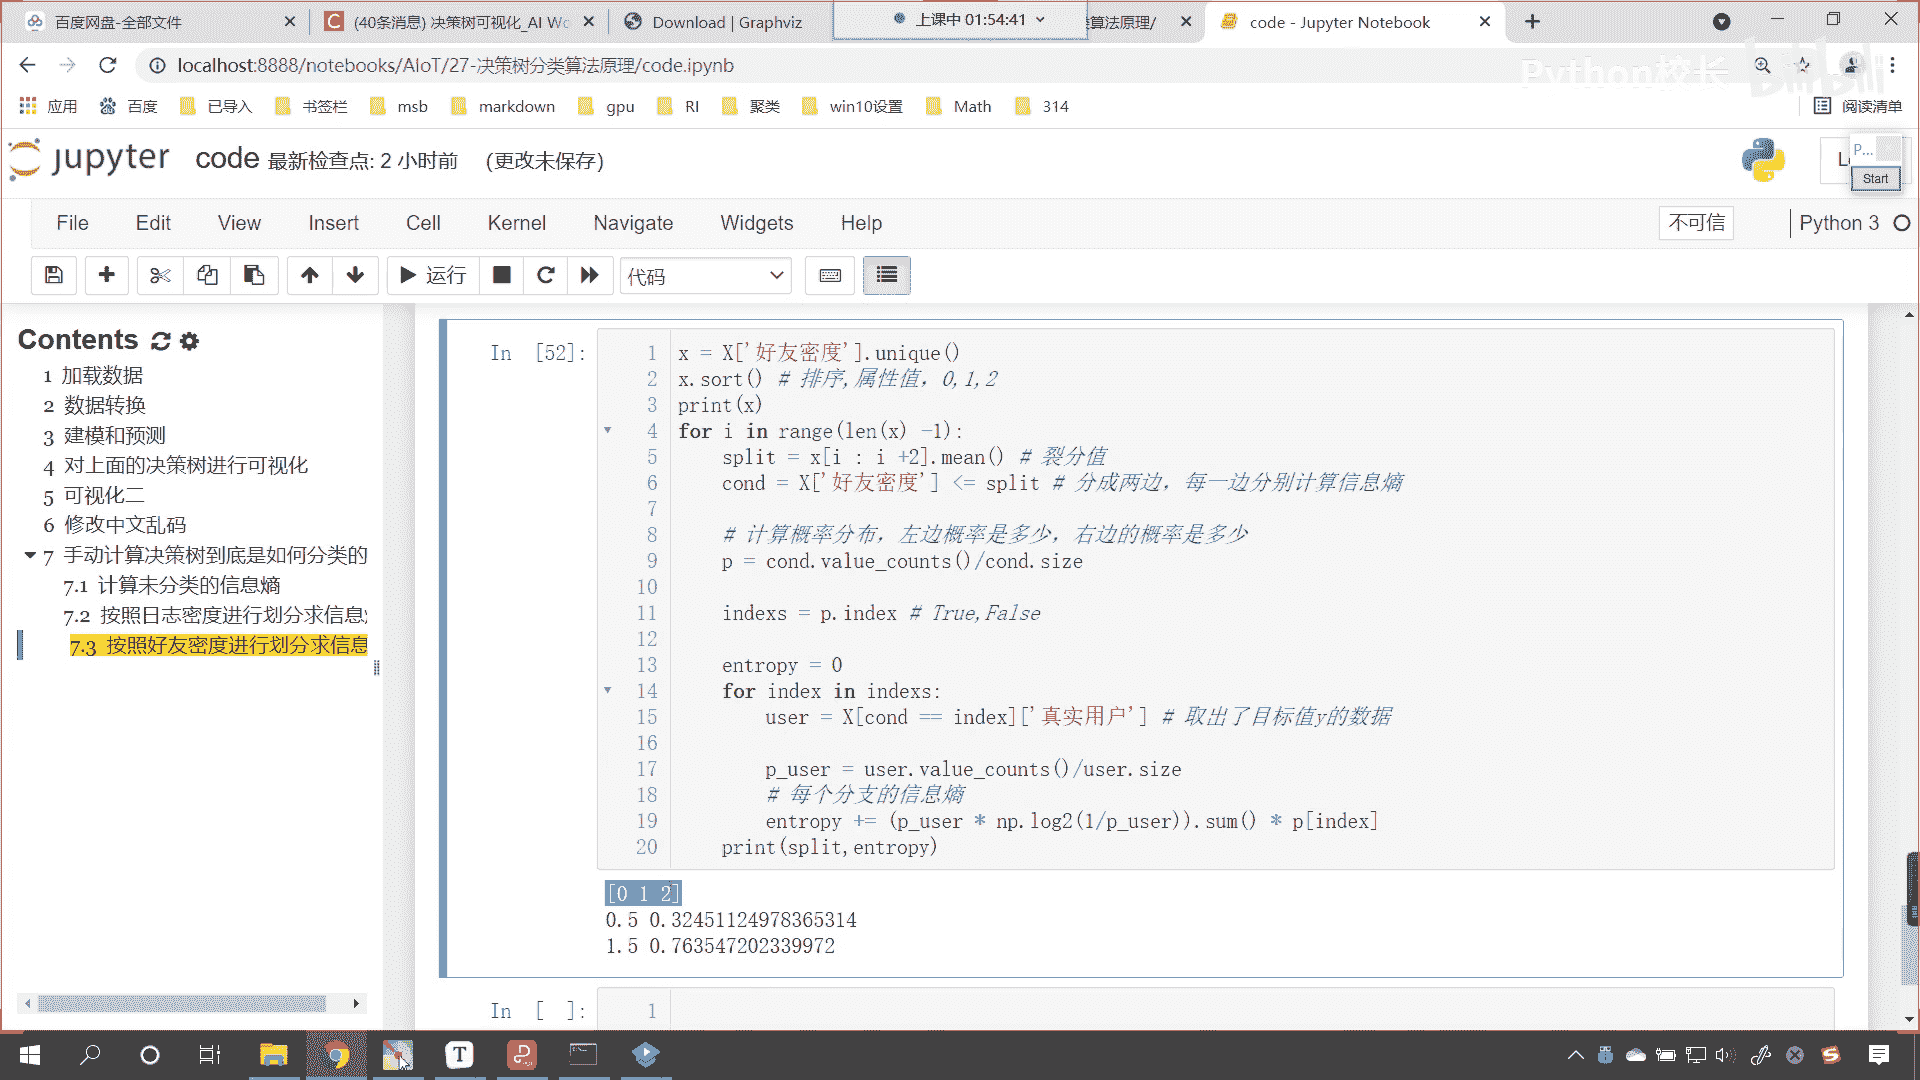 百度网盘-全部文件
(40条消息) 决策树可视化_AI Wo
Download | Graphviz
上课中 01:54:41
类算法原理/
code - Jupyter Notebook
localhost:8888/notebooks/AIoT/27-决策树分类算法原理/code.ipynb
Python校长
bilibili
应用
百度
已导入
书签栏
msb
markdown
gpu
RI
聚类
win10设置
Math
314
阅读清单
jupyter
code 最新检查点: 2 小时前 (更改未保存)
P...
Start
File
Edit
View
Insert
Cell
Kernel
Navigate
Widgets
Help
不可信
Python 3
运行
代码
Contents
1 加载数据
2 数据转换
3 建模和预测
4 对上面的决策树进行可视化
5 可视化二
6 修改中文乱码
7 手动计算决策树到底是如何分类的
7.1 计算未分类的信息熵
7.2 按照日志密度进行划分求信息
7.3 按照好友密度进行划分求信息
In [52]:
1 x = X['好友密度'].unique()
2 x.sort() # 排序,属性值，0,1,2
3 print(x)
4 for i in range(len(x) -1):
5 split = x[i : i +2].mean() # 裂分值
6 cond = X['好友密度'] <= split # 分成两边，每一边分别计算信息熵
7
8 # 计算概率分布，左边概率是多少，右边的概率是多少
9 p = cond.value_counts()/cond.size
10
11 indexs = p.index # True,False
12
13 entropy = 0
14 for index in indexs:
15 user = X[cond == index]['真实用户'] # 取出了目标值y的数据
16
17 p_user = user.value_counts()/user.size
18 # 每个分支的信息熵
19 entropy += (p_user * np.log2(1/p_user)).sum() * p[index]
20 print(split,entropy)
[0 1 2]
0.5 0.32451124978365314
1.5 0.763547202339972
In [ ]:
1